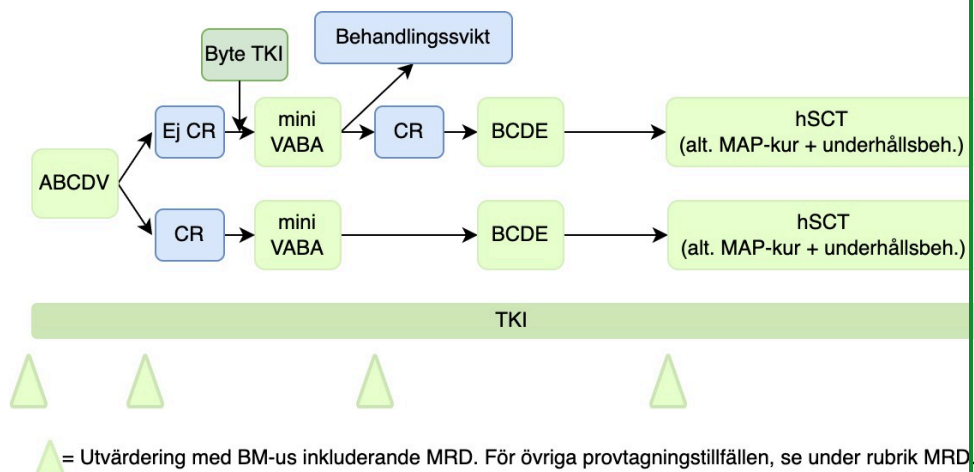 Byte TKI
Behandlingssvikt
Ej CR
mini
VABA
CR
BCDE
hSCT
(alt. MAP-kur + underhållsbeh.)
ABCDV
CR
mini
VABA
BCDE
hSCT
(alt. MAP-kur + underhållsbeh.)
TKI
= Utvärdering med BM-us inkluderande MRD. För övriga provtagningstillfällen, se under rubrik MRD